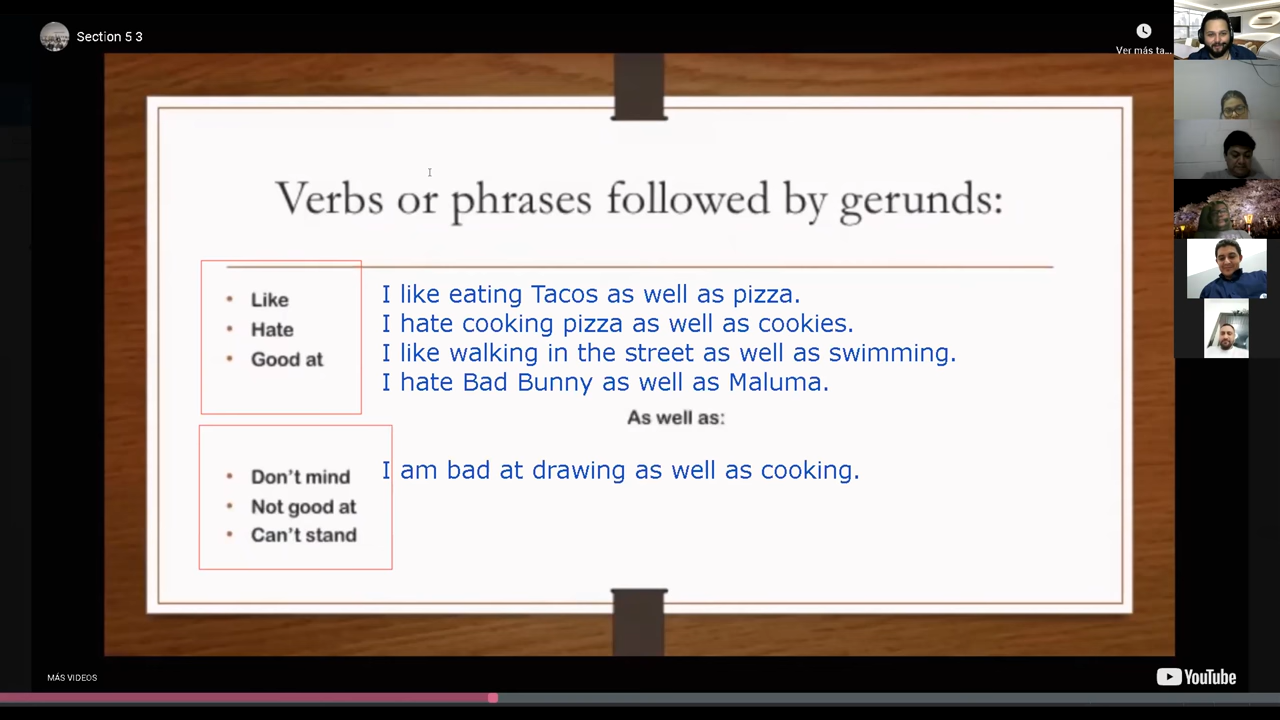 Section 5 3
Ver más ta...
Verbs or phrases followed by gerunds:
• Like
• Hate
• Good at
I like eating Tacos as well as pizza.
I hate cooking pizza as well as cookies.
I like walking in the street as well as swimming.
I hate Bad Bunny as well as Maluma.
As well as:
• Don't mind
• Not good at
• Can't stand
I am bad at drawing as well as cooking.
MÁS VIDEOS
YouTube